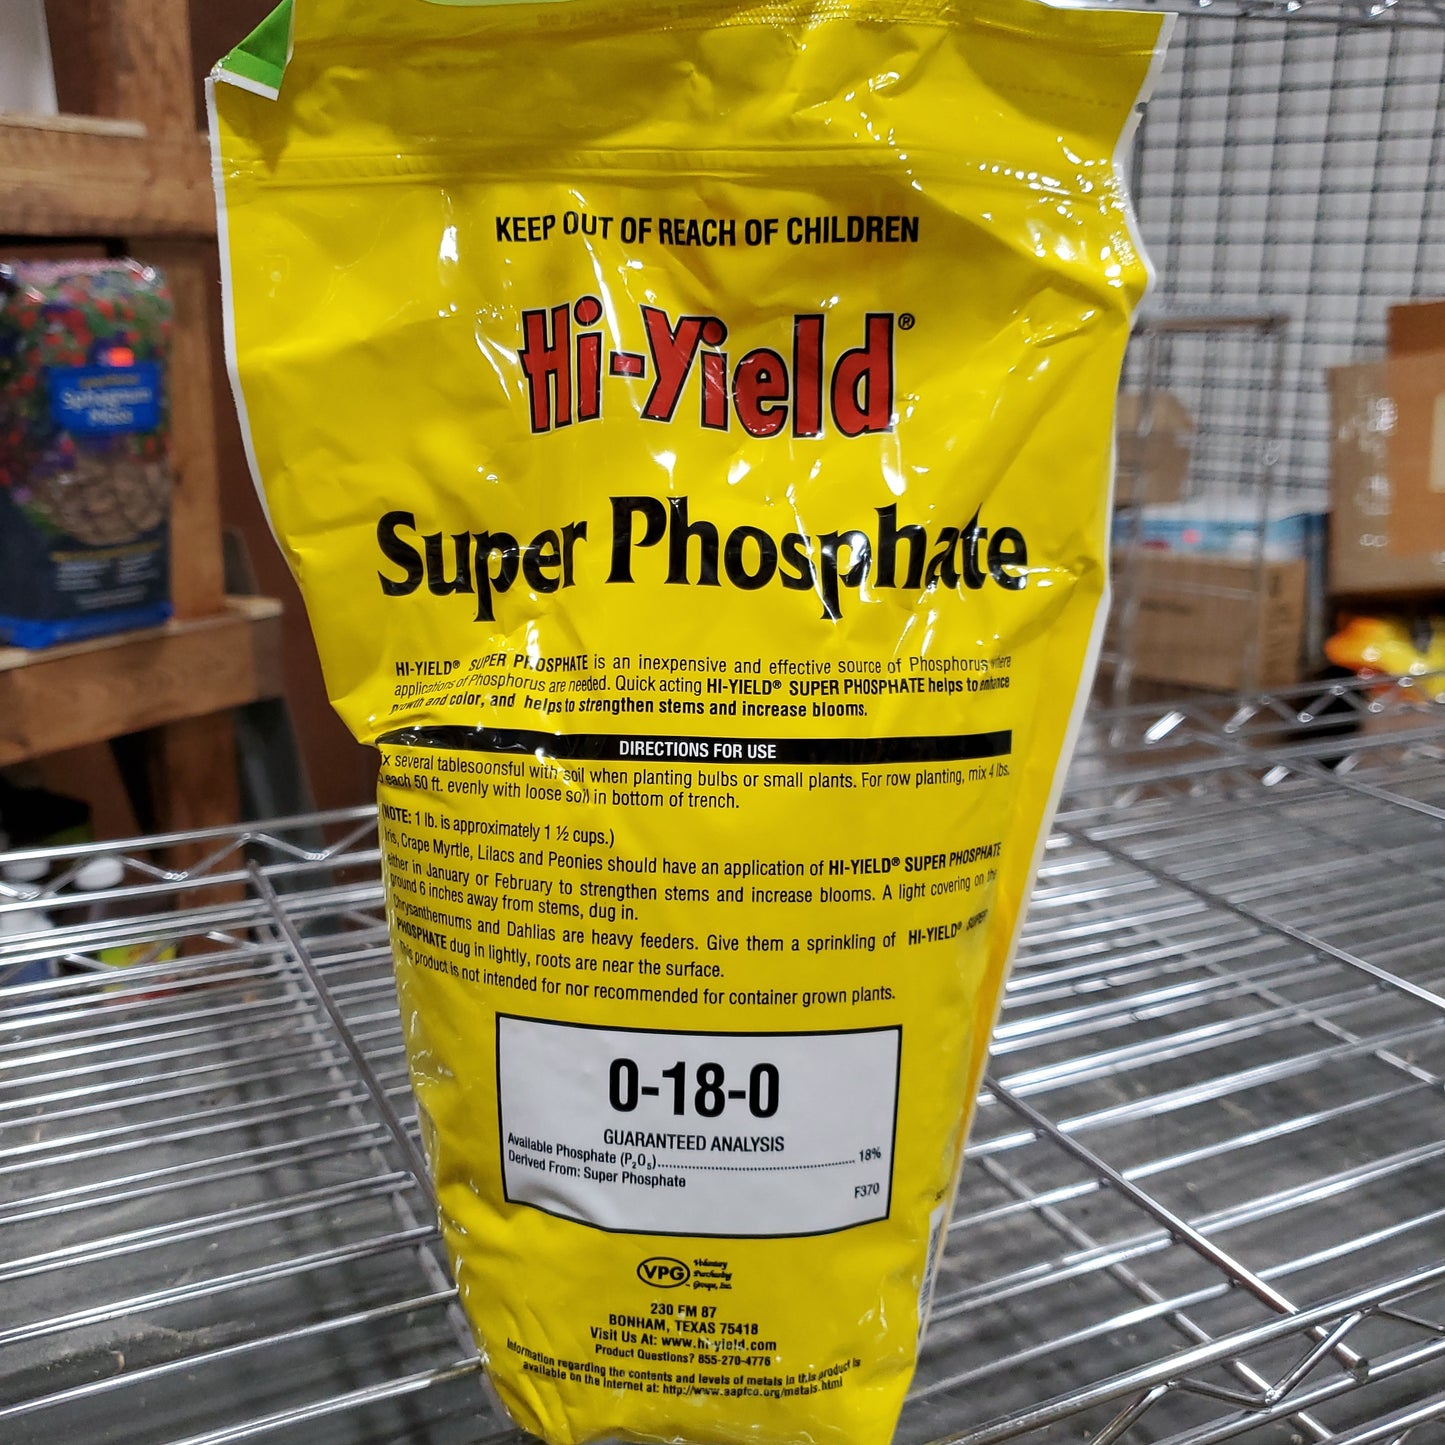 KEEP OUT OF REACH OF CHILDREN
Hi-Yield®
Super Phosphate
HI-YIELD® SUPER PHOSPHATE is an inexpensive and effective source of Phosphorus where
applications of Phosphorus are needed. Quick acting HI-YIELD® SUPER PHOSPHATE helps to enhance
growth and color, and helps to strengthen stems and increase blooms.
DIRECTIONS FOR USE
ix several tablesoonsful with soil when planting bulbs or small plants. For row planting, mix 4 lbs.
each 50 ft. evenly with loose soil in bottom of trench.
(NOTE: 1 lb. is approximately 1 ½ cups.)
Iris, Crape Myrtle, Lilacs and Peonies should have an application of HI-YIELD® SUPER PHOSPHATE
either in January or February to strengthen stems and increase blooms. A light covering on the
ground 6 inches away from stems, dug in.
Chrysanthemums and Dahlias are heavy feeders. Give them a sprinkling of HI-YIELD® SUPER
PHOSPHATE dug in lightly, roots are near the surface.
This product is not intended for nor recommended for container grown plants.
0-18-0
GUARANTEED ANALYSIS
Available Phosphate (P₂O₅)........................................ 18%
Derived From: Super Phosphate
F370
VPG Voluntary
Purchasing
Groups, Inc.
230 FM 87
BONHAM, TEXAS 75418
Visit Us At: www.hi-yield.com
Product Questions? 855-270-4776
Information regarding the contents and levels of metals in this product is
available on the Internet at: http://www.aapfco.org/metals.html
Sphagnum
Moss